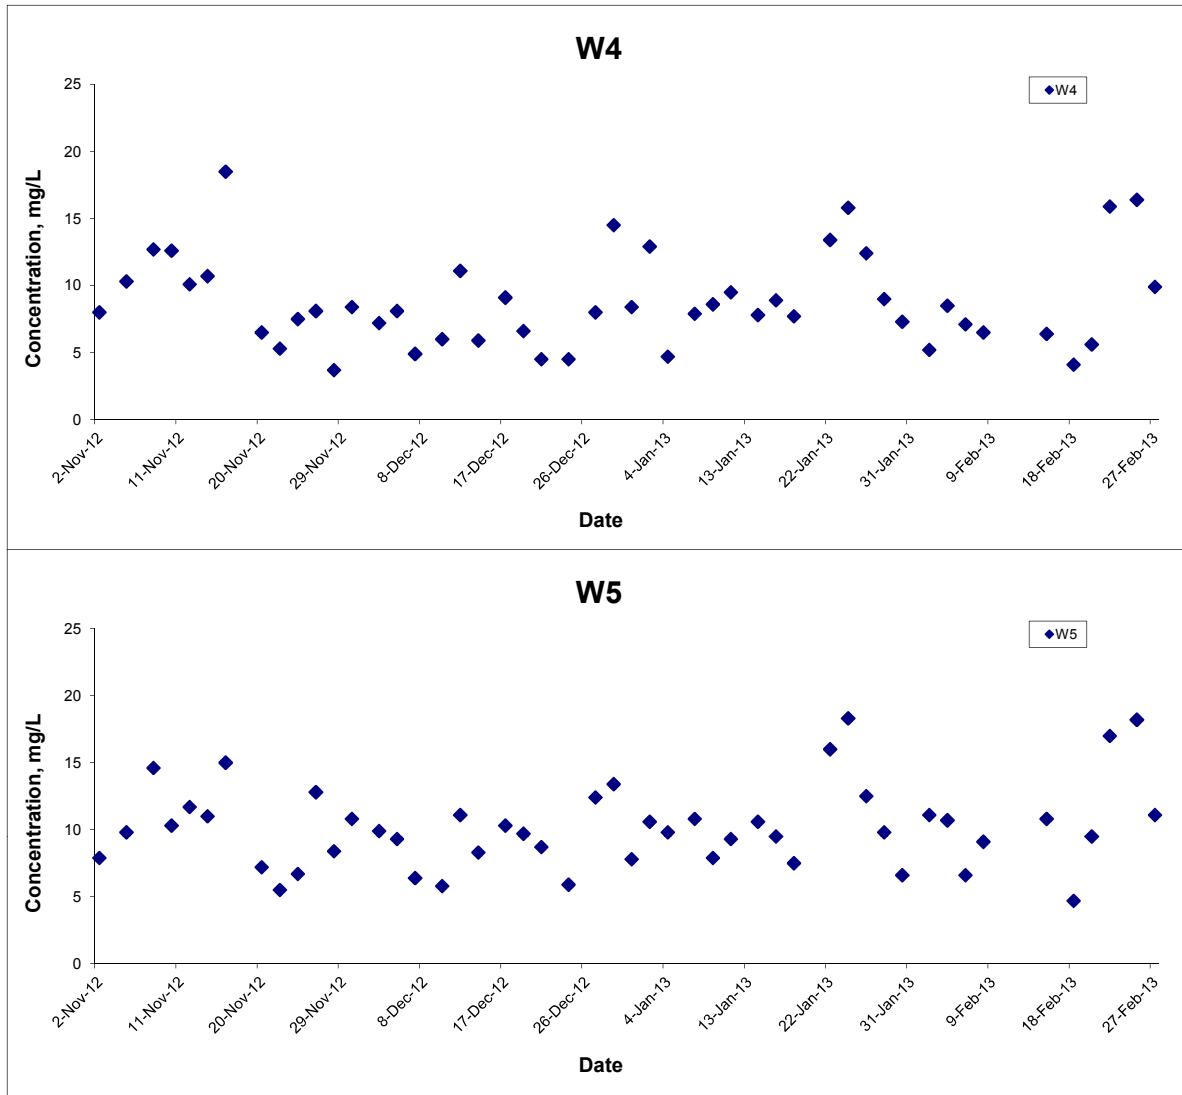 W4
25
W4
20
15
10
5
0
Concentration, mg/L
2-Nov-12
11-Nov-12
20-Nov-12
29-Nov-12
8-Dec-12
17-Dec-12
26-Dec-12
4-Jan-13
13-Jan-13
22-Jan-13
31-Jan-13
9-Feb-13
18-Feb-13
27-Feb-13
Date
W5
25
W5
20
15
10
5
0
Concentration, mg/L
2-Nov-12
11-Nov-12
20-Nov-12
29-Nov-12
8-Dec-12
17-Dec-12
26-Dec-12
4-Jan-13
13-Jan-13
22-Jan-13
31-Jan-13
9-Feb-13
18-Feb-13
27-Feb-13
Date